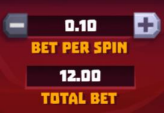 0.10
BET PER SPIN
12.00
TOTAL BET